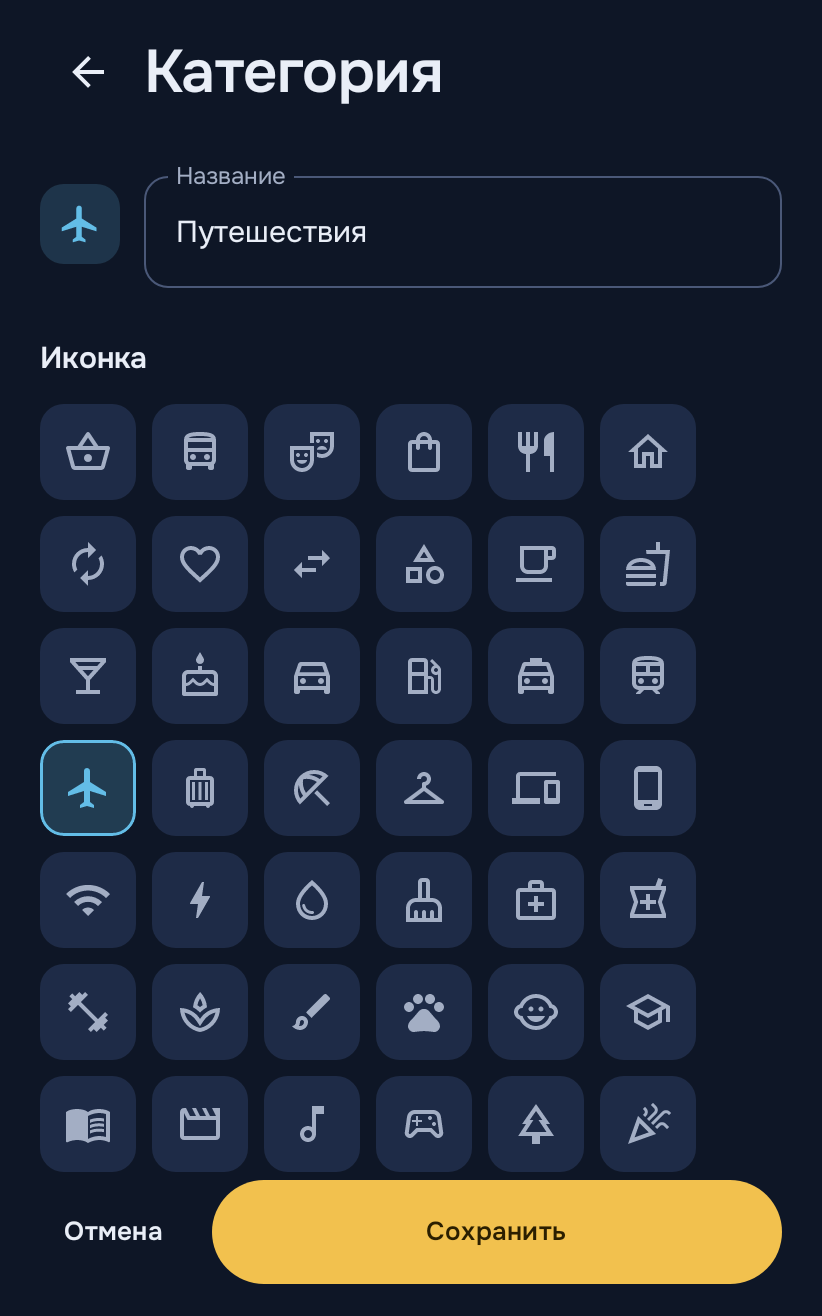 Категория
Название
Путешествия
Иконка
Отмена
Сохранить